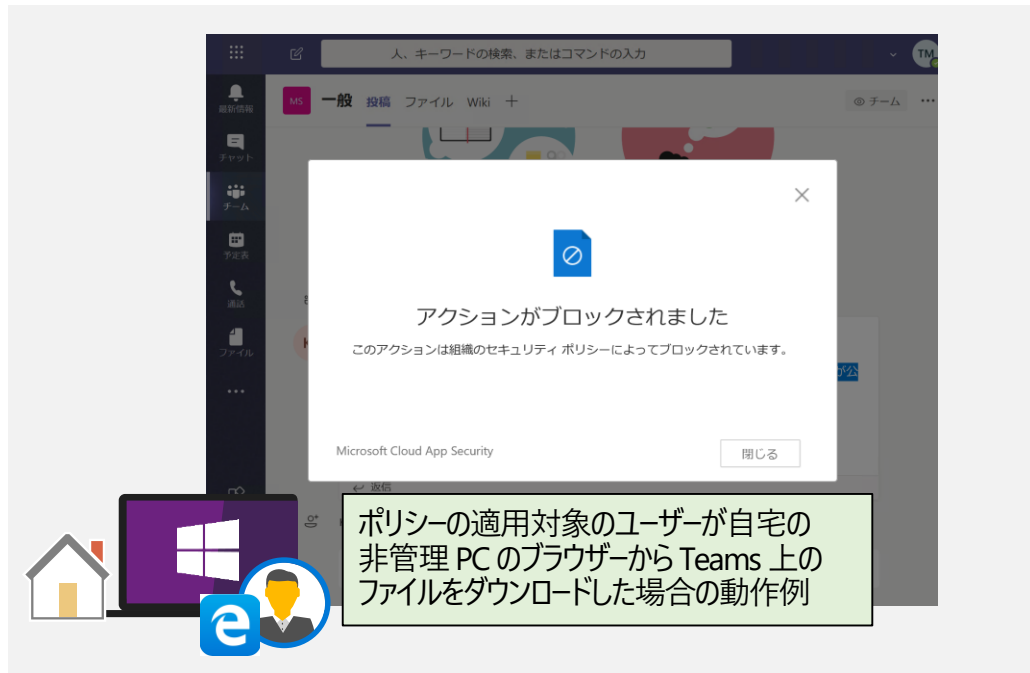 人、キーワードの検索、またはコマンドの入力
TM
最新情報
MS 一般 投稿 ファイル Wiki
チーム
チャット
チーム
予定表
通話
ファイル
アクションがブロックされました
このアクションは組織のセキュリティ ポリシーによってブロックされています。
が公
Microsoft Cloud App Security
閉じる
返信
ポリシーの適用対象のユーザーが自宅の
非管理 PC のブラウザーから Teams 上の
ファイルをダウンロードした場合の動作例